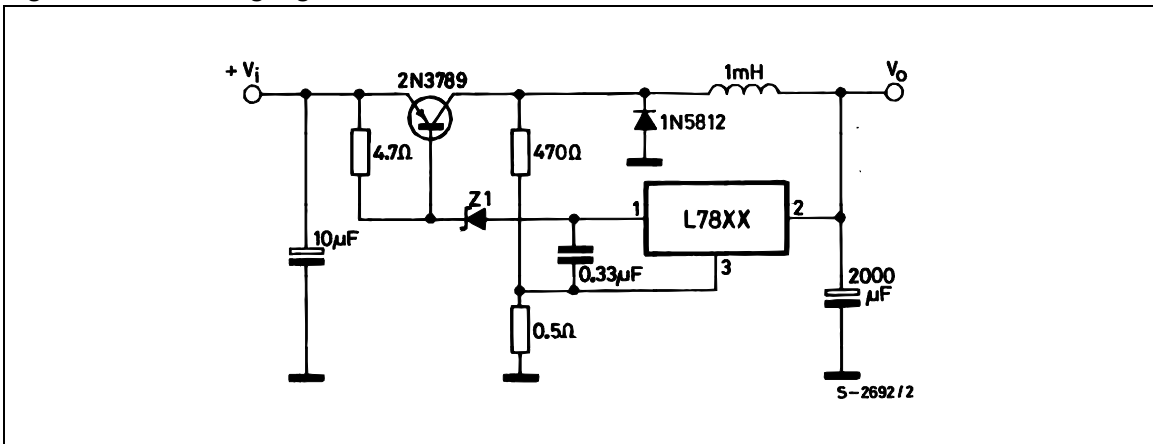 + Vi
2N3789
1mH
Vo
4.7Ω
470Ω
1N5812
Z1
1
L78XX
2
10µF
0.33µF
3
2000
µF
0.5Ω
S-2692/2